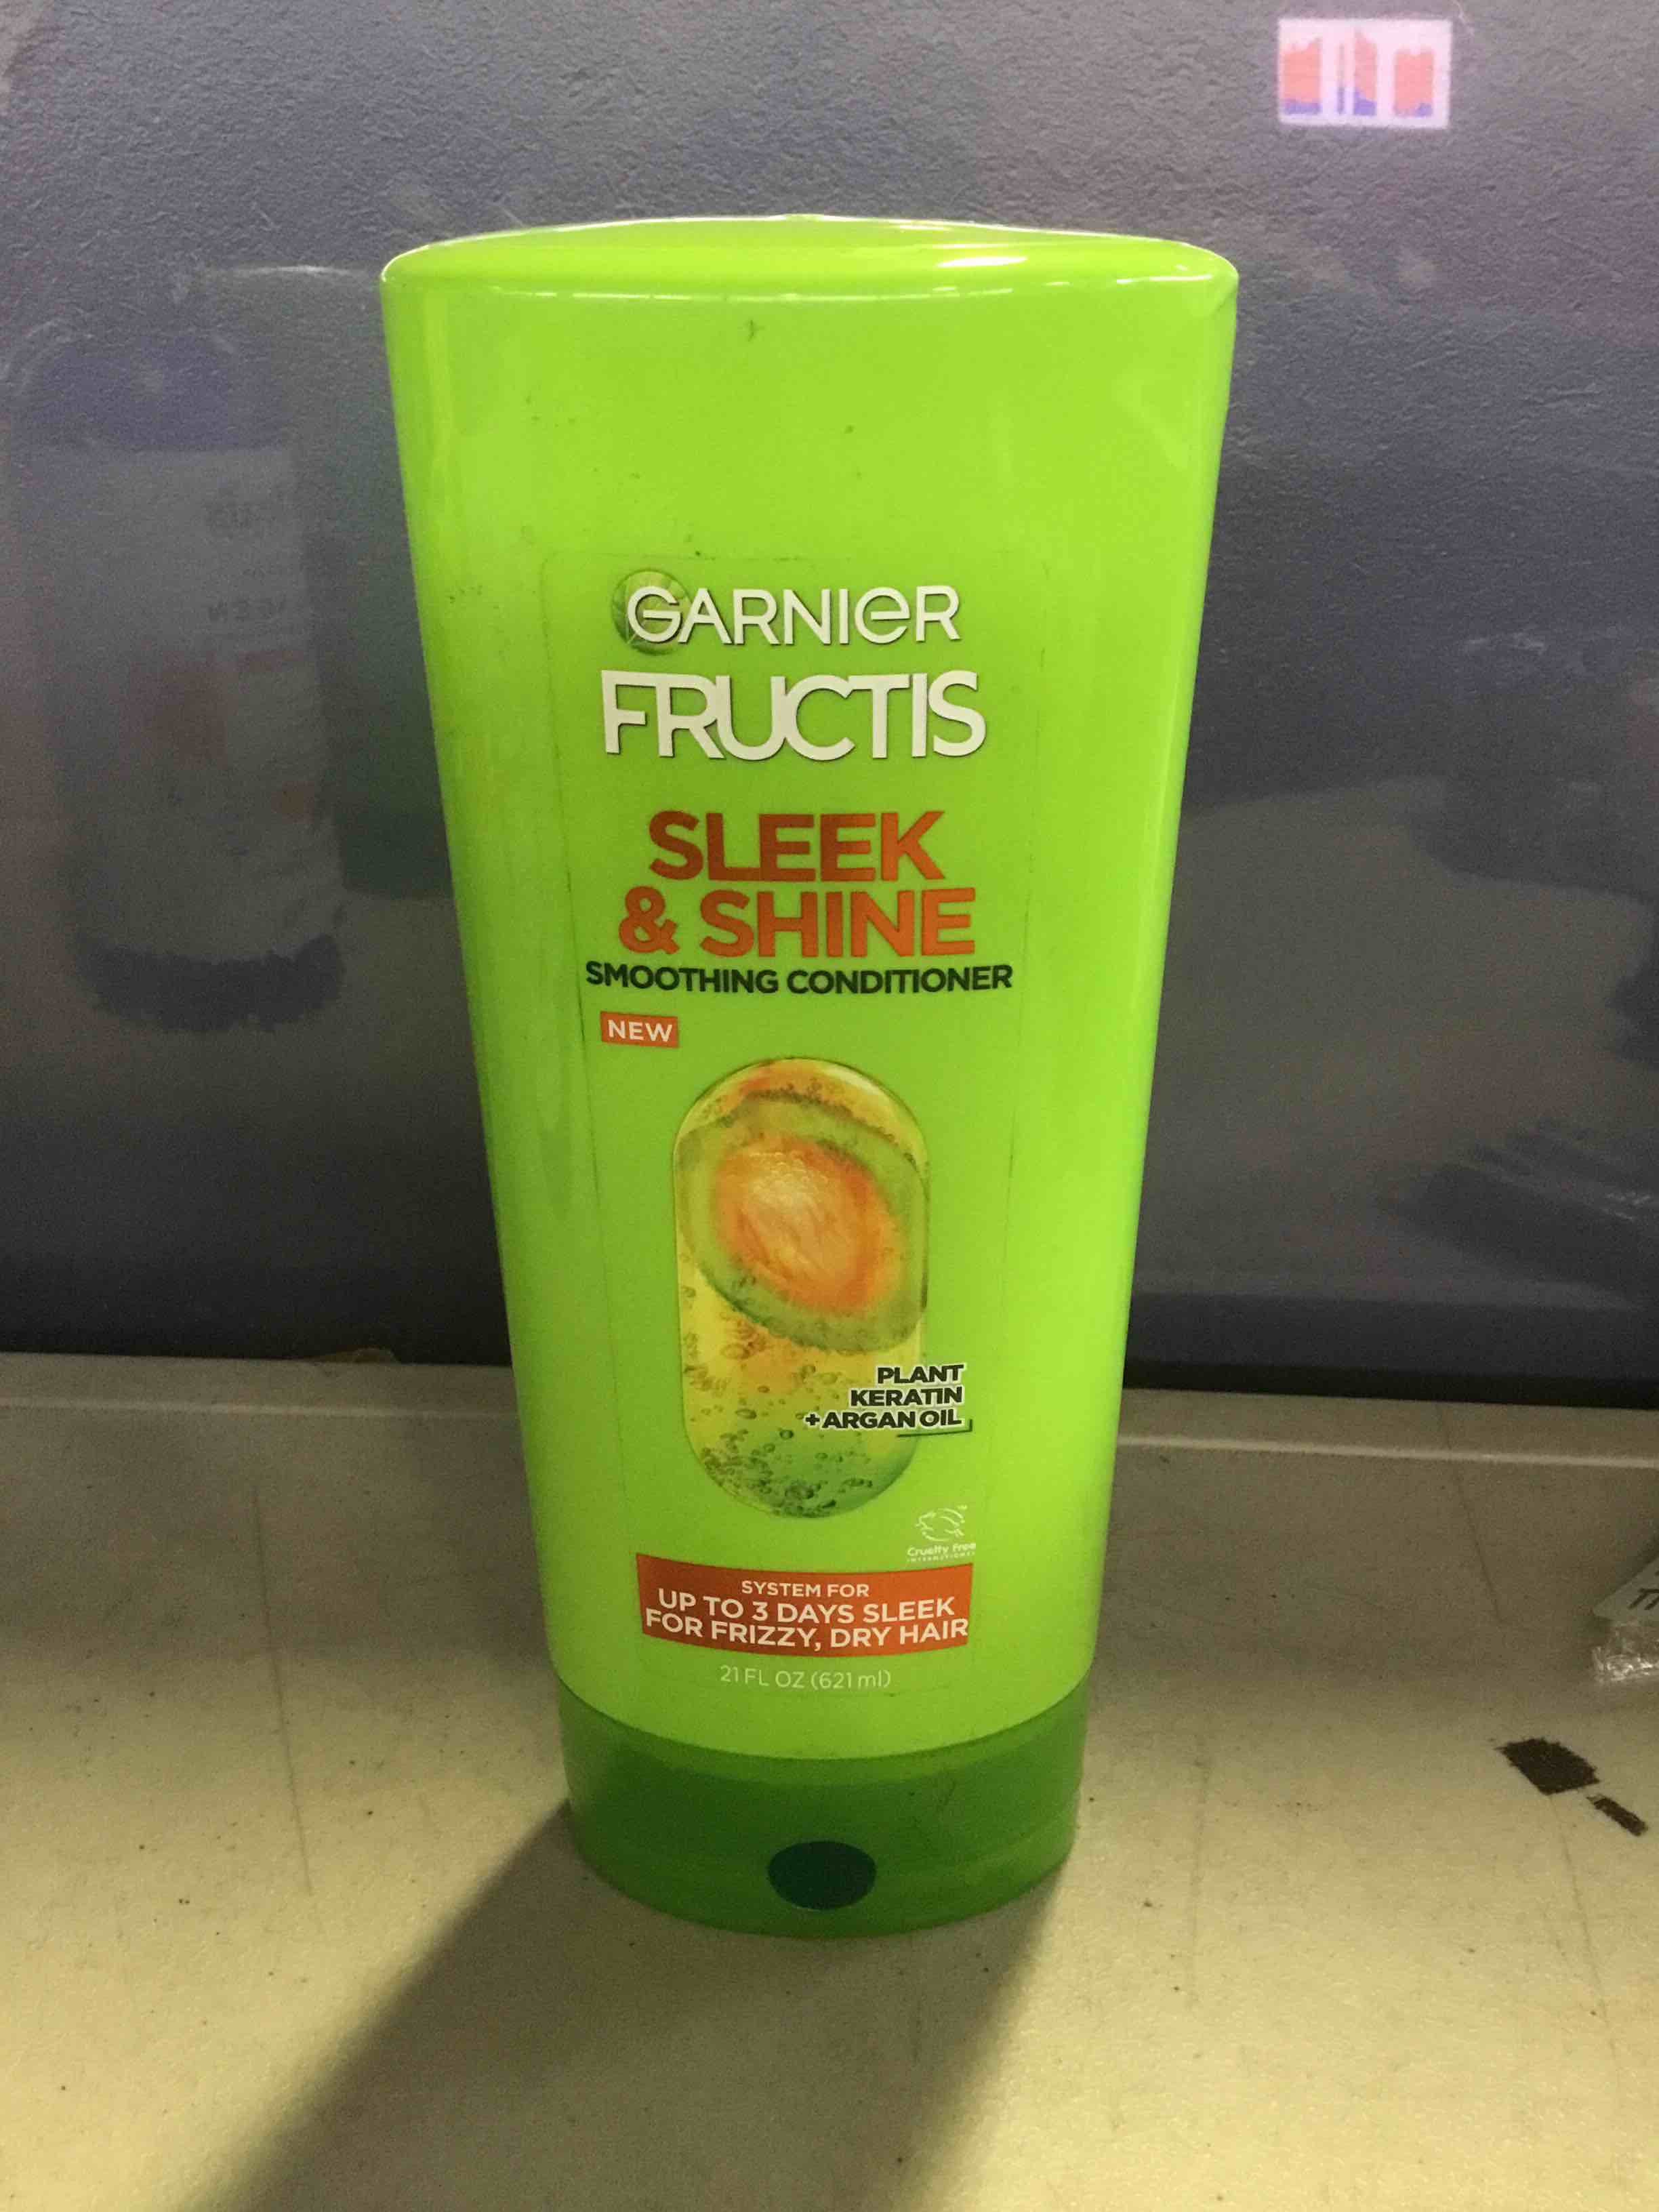 GARNIER
FRUCTIS
SLEEK
& SHINE
SMOOTHING CONDITIONER
NEW
PLANT
KERATIN
+ ARGAN OIL
Cruelty Free
INTERNATIONAL
SYSTEM FOR
UP TO 3 DAYS SLEEK
FOR FRIZZY, DRY HAIR
21 FL OZ (621 ml)